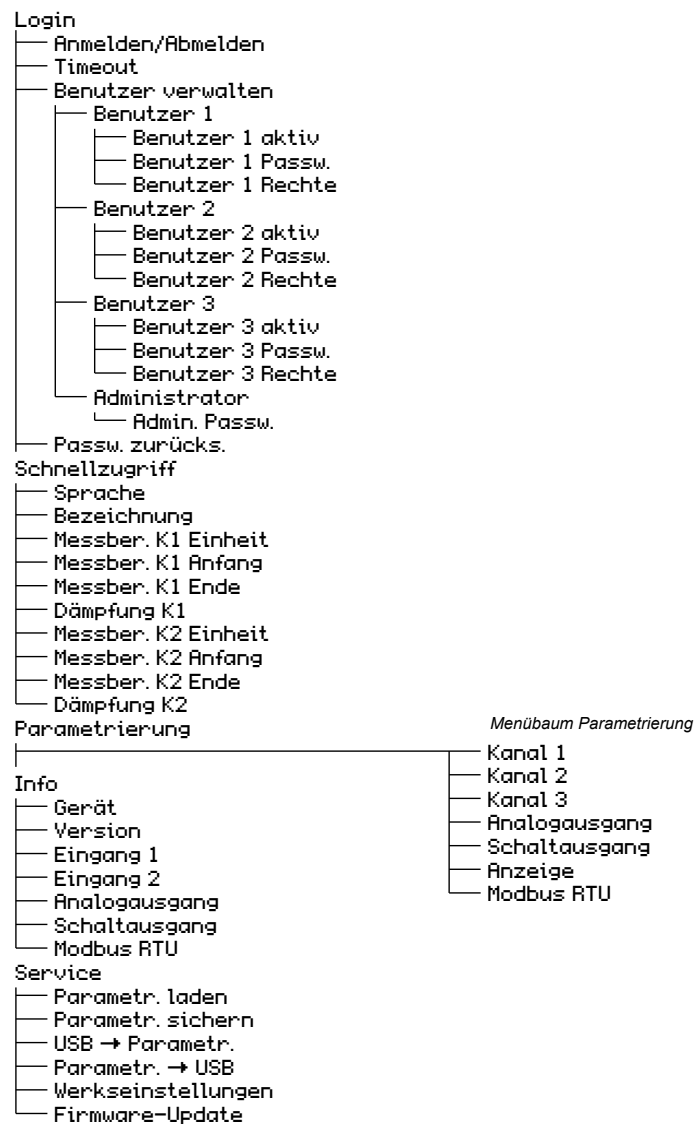 Login
Anmelden/Abmelden
Timeout
Benutzer verwalten
Benutzer 1
Benutzer 1 aktiv
Benutzer 1 Passw.
Benutzer 1 Rechte
Benutzer 2
Benutzer 2 aktiv
Benutzer 2 Passw.
Benutzer 2 Rechte
Benutzer 3
Benutzer 3 aktiv
Benutzer 3 Passw.
Benutzer 3 Rechte
Administrator
Admin. Passw.
Passw. zurücks.
Schnellzugriff
Sprache
Bezeichnung
Messber. K1 Einheit
Messber. K1 Anfang
Messber. K1 Ende
Dämpfung K1
Messber. K2 Einheit
Messber. K2 Anfang
Messber. K2 Ende
Dämpfung K2
Parametrierung
Menübaum Parametrierung
Kanal 1
Kanal 2
Kanal 3
Analogausgang
Schaltausgang
Anzeige
Modbus RTU
Info
Gerät
Version
Eingang 1
Eingang 2
Analogausgang
Schaltausgang
Modbus RTU
Service
Parametr. laden
Parametr. sichern
USB → Parametr.
Parametr. → USB
Werkseinstellungen
Firmware-Update